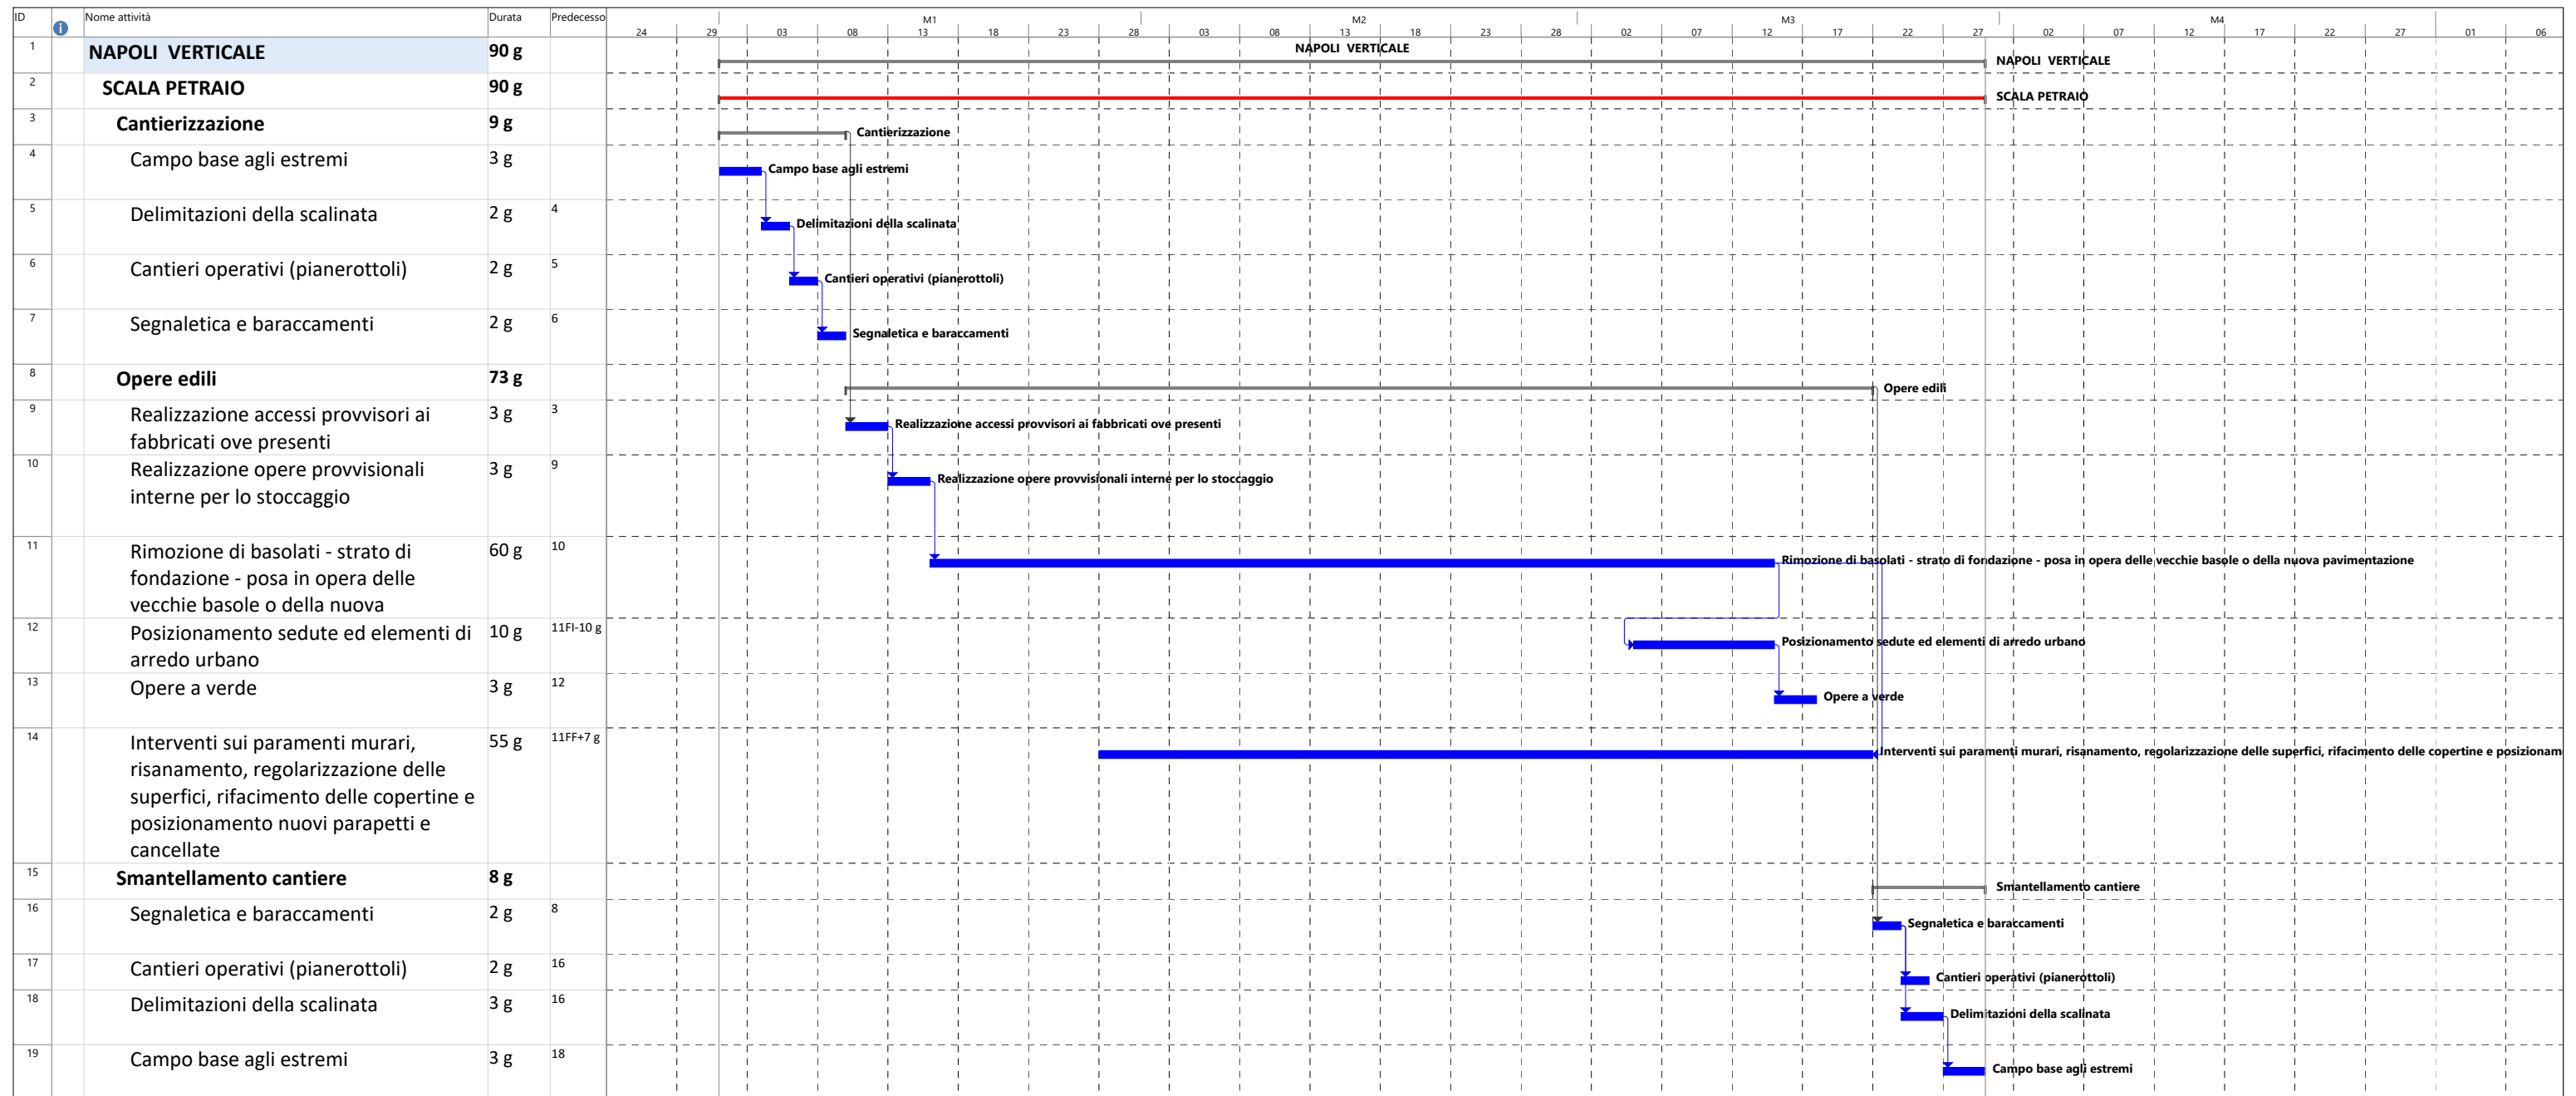 ID Nome attività Durata Predecesso
M1 M2 M3 M4
24 29 03 08 13 18 23 28 03 08 13 18 23 28 02 07 12 17 22 27 02 07 12 17 22 27 01 06
1 NAPOLI VERTICALE 90 g NAPOLI VERTICALE NAPOLI VERTICALE
2 SCALA PETRAIO 90 g SCALA PETRAIO
3 Cantierizzazione 9 g Cantierizzazione
4 Campo base agli estremi 3 g Campo base agli estremi
5 Delimitazioni della scalinata 2 g 4 Delimitazioni della scalinata
6 Cantieri operativi (pianerottoli) 2 g 5 Cantieri operativi (pianerottoli)
7 Segnaletica e baraccamenti 2 g 6 Segnaletica e baraccamenti
8 Opere edili 73 g Opere edili
9 Realizzazione accessi provvisori ai 3 g 3 Realizzazione accessi provvisori ai fabbricati ove presenti
fabbricati ove presenti
10 Realizzazione opere provvisionali 3 g 9 Realizzazione opere provvisionali interne per lo stoccaggio
interne per lo stoccaggio
11 Rimozione di basolati - strato di 60 g 10 Rimozione di basolati - strato di fondazione - posa in opera delle vecchie basole o della nuova pavimentazione
fondazione - posa in opera delle
vecchie basole o della nuova
12 Posizionamento sedute ed elementi di 10 g 11FI-10 g Posizionamento sedute ed elementi di arredo urbano
arredo urbano
13 Opere a verde 3 g 12 Opere a verde
14 Interventi sui paramenti murari, 55 g 11FF+7 g Interventi sui paramenti murari, risanamento, regolarizzazione delle superfici, rifacimento delle copertine e posizionam
risanamento, regolarizzazione delle
superfici, rifacimento delle copertine e
posizionamento nuovi parapetti e
cancellate
15 Smantellamento cantiere 8 g Smantellamento cantiere
16 Segnaletica e baraccamenti 2 g 8 Segnaletica e baraccamenti
17 Cantieri operativi (pianerottoli) 2 g 16 Cantieri operativi (pianerottoli)
18 Delimitazioni della scalinata 3 g 16 Delimitazioni della scalinata
19 Campo base agli estremi 3 g 18 Campo base agli estremi